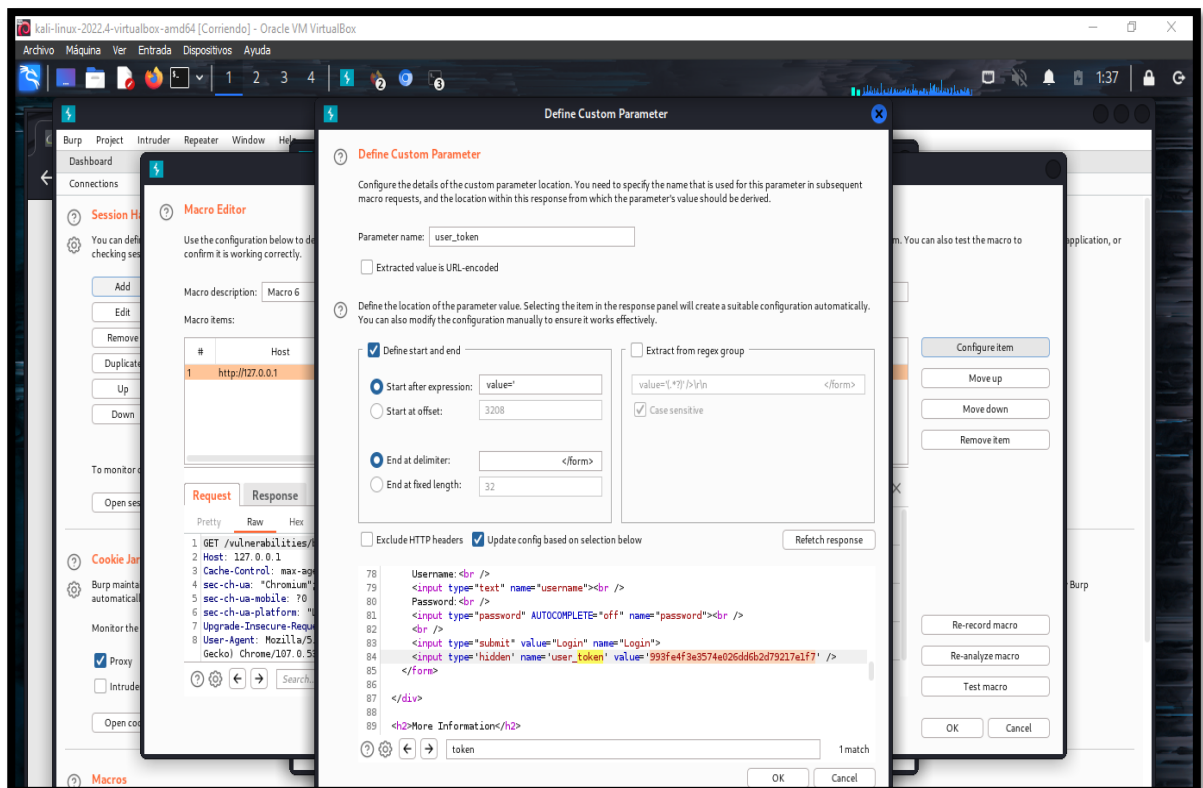 kali-linux-2022.4-virtualbox-amd64 [Corriendo] - Oracle VM VirtualBox
Archivo Máquina Ver Entrada Dispositivos Ayuda
1 2 3 4
2
3
1:37
Burp Project Intruder Repeater Window Help
Dashboard
Connections
Session H
You can defi
checking ses
Add
Edit
Remove
Duplicate
Up
Down
To monitor
Open ses
Cookie Jar
Burp mainta
automaticall
Monitor the
Proxy
Intrude
Open coo
Macros
application, or
Burp
Macro Editor
Use the configuration below to de
confirm it is working correctly.
m. You can also test the macro to
Macro description: Macro 6
Macro items:
# Host
1 http://127.0.0.1
Configure item
Move up
Move down
Remove item
Re-record macro
Re-analyze macro
Test macro
OK Cancel
Request Response
Pretty Raw Hex
1 GET /vulnerabilities/
2 Host: 127.0.0.1
3 Cache-Control: max-ag
4 sec-ch-ua: "Chromium"
5 sec-ch-ua-mobile: ?0
6 sec-ch-ua-platform: "L
7 Upgrade-Insecure-Requ
8 User-Agent: Mozilla/5.
Gecko) Chrome/107.0.53
Search..
Define Custom Parameter
Define Custom Parameter
Configure the details of the custom parameter location. You need to specify the name that is used for this parameter in subsequent
macro requests, and the location within this response from which the parameter's value should be derived.
Parameter name: user_token
Extracted value is URL-encoded
Define the location of the parameter value. Selecting the item in the response panel will create a suitable configuration automatically.
You can also modify the configuration manually to ensure it works effectively.
Define start and end
Start after expression: value='
Start at offset: 3208
End at delimiter: </form>
End at fixed length: 32
Extract from regex group
value='(.*?)' />\r\n </form>
Case sensitive
Exclude HTTP headers Update config based on selection below Refetch response
78 Username:<br />
79 <input type="text" name="username"><br />
80 Password:<br />
81 <input type="password" AUTOCOMPLETE="off" name="password"><br />
82 <br />
83 <input type="submit" value="Login" name="Login">
84 <input type='hidden' name='user_token' value='993fe4f3e3574e026dd6b2d79217e1f7' />
85 </form>
86
87 </div>
88
89 <h2>More Information</h2>
token 1 match
OK Cancel